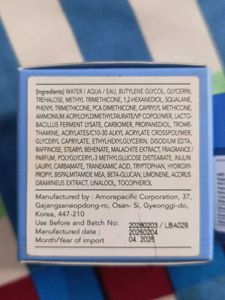 [Ingredients] WATER / AQUA / EAU, BUTYLENE GLYCOL, GLYCERIN,
TREHALOSE, METHYL TRIMETHICONE, 1,2-HEXANEDIOL, SQUALANE,
PHENYL TRIMETHICONE, PCA DIMETHICONE, CAPRYLYL METHICONE,
AMMONIUM ACRYLOYLDIMETHYLTAURATE/VP COPOLYMER, LACTO-
BACILLUS FERMENT LYSATE, CARBOMER, PROPANEDIOL, TROME-
THAMINE, ACRYLATES/C10-30 ALKYL ACRYLATE CROSSPOLYMER,
GLYCERYL CAPRYLATE, ETHYLHEXYLGLYCERIN, DISODIUM EDTA,
RAFFINOSE, STEARYL BEHENATE, MALACHITE EXTRACT, FRAGRANCE /
PARFUM, POLYGLYCERYL-3 METHYLGLUCOSE DISTEARATE, INULIN
LAURYL CARBAMATE, TRANEXAMIC ACID, TRYPTOPHAN, HYDROXY-
PROPYL BISPALMITAMIDE MEA, BETA-GLUCAN, LIMONENE, ACORUS
GRAMINEUS EXTRACT, LINALOOL, TOCOPHEROL
Manufactured by : Amorepacific Corporation, 37,
Gajangsaneopdong-ro, Osan- Si, Gyeonggi-do,
Korea, 447-210
Use Before and Batch No: 20280203 / LBA029
Manufactured date : 20250204
Month/Year of import : 04 2025